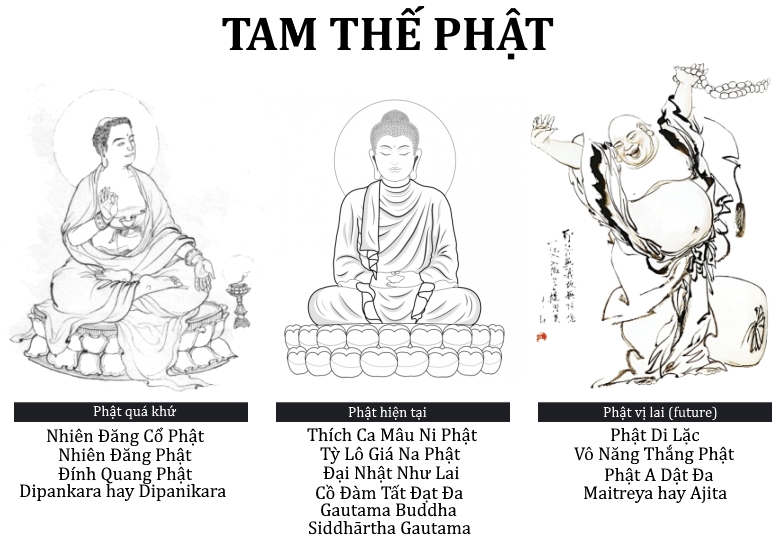 TAM THẾ PHẬT
Phật quá khứ
Nhiên Đăng Cổ Phật
Nhiên Đăng Phật
Đính Quang Phật
Dipankara hay Dipanikara
Phật hiện tại
Thích Ca Mâu Ni Phật
Tỳ Lô Giá Na Phật
Đại Nhật Như Lai
Cồ Đàm Tất Đạt Đa
Gautama Buddha
Siddhārtha Gautama
Phật vị lai (future)
Phật Di Lặc
Vô Năng Thắng Phật
Phật A Dật Đa
Maitreya hay Ajita